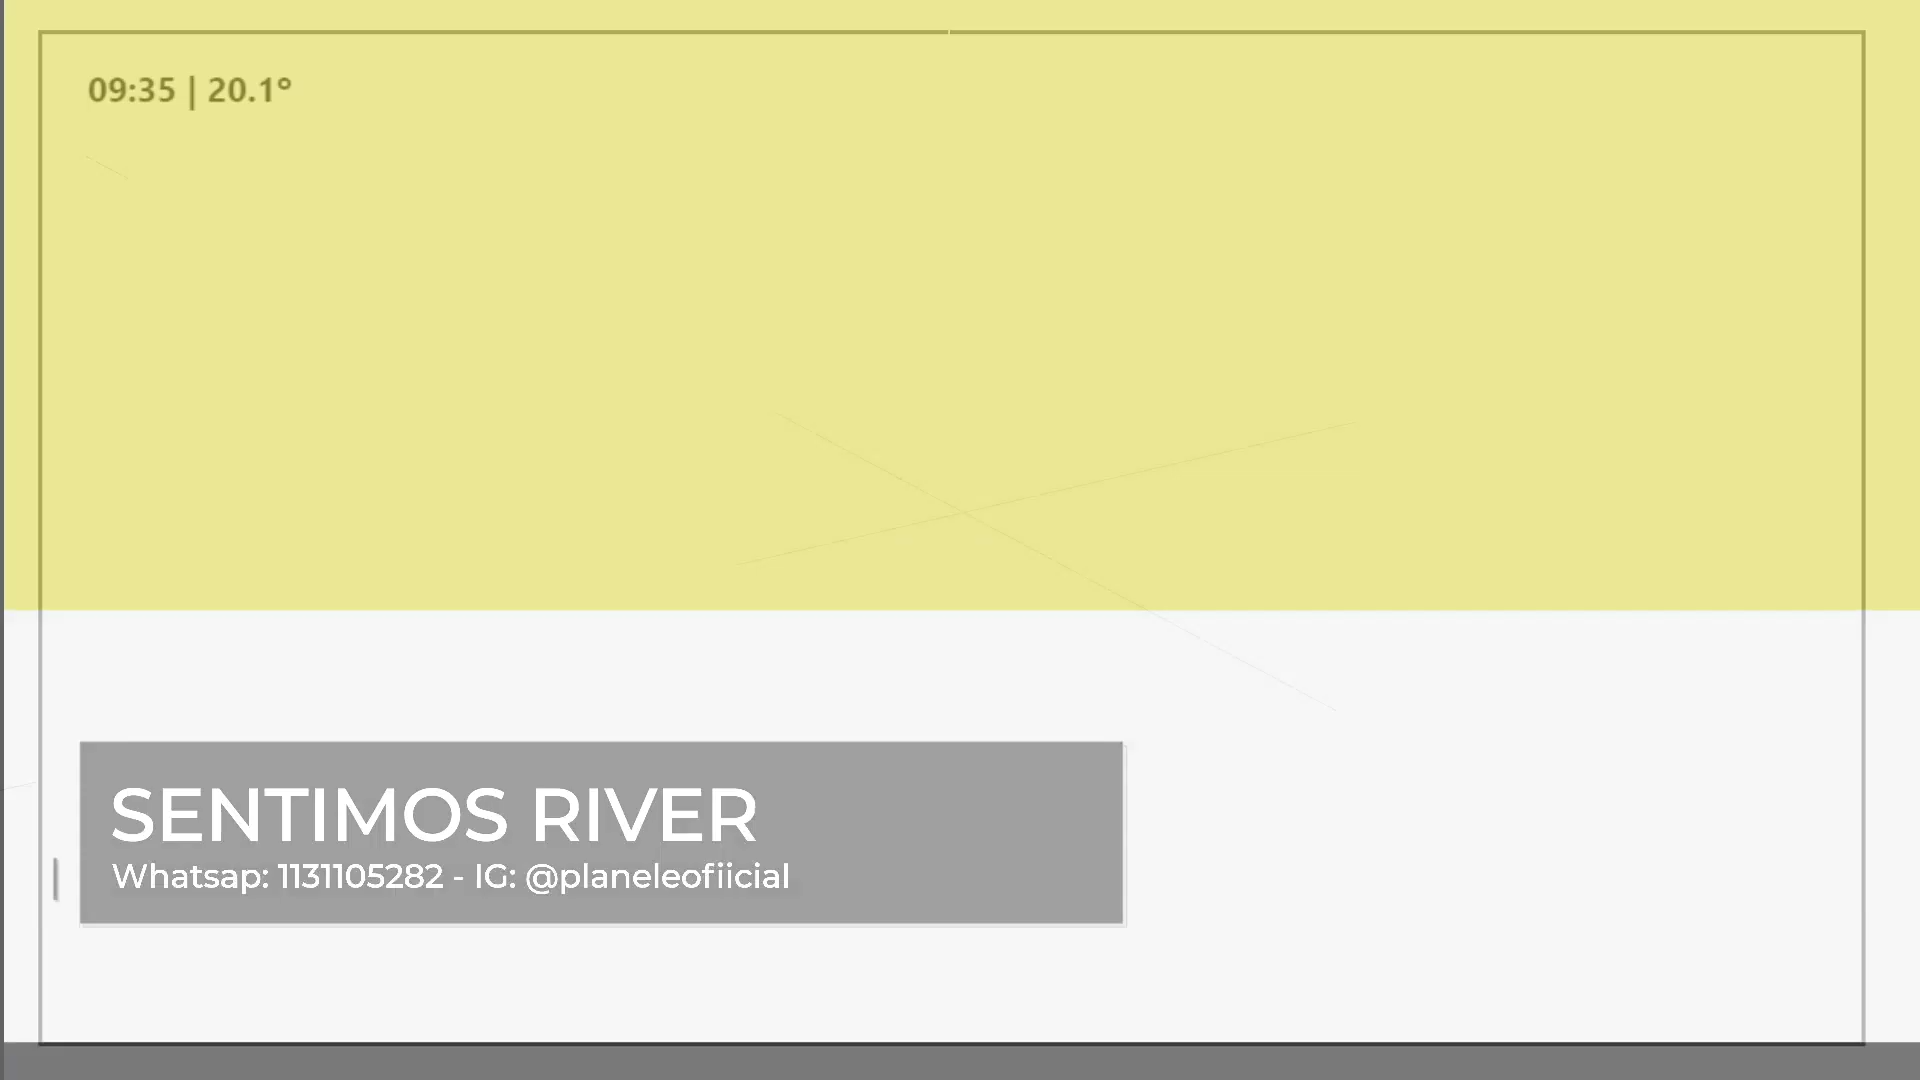 09:35 | 20.1°
SENTIMOS RIVER
Whatsap: 1131105282 - IG: @planeleofiicial